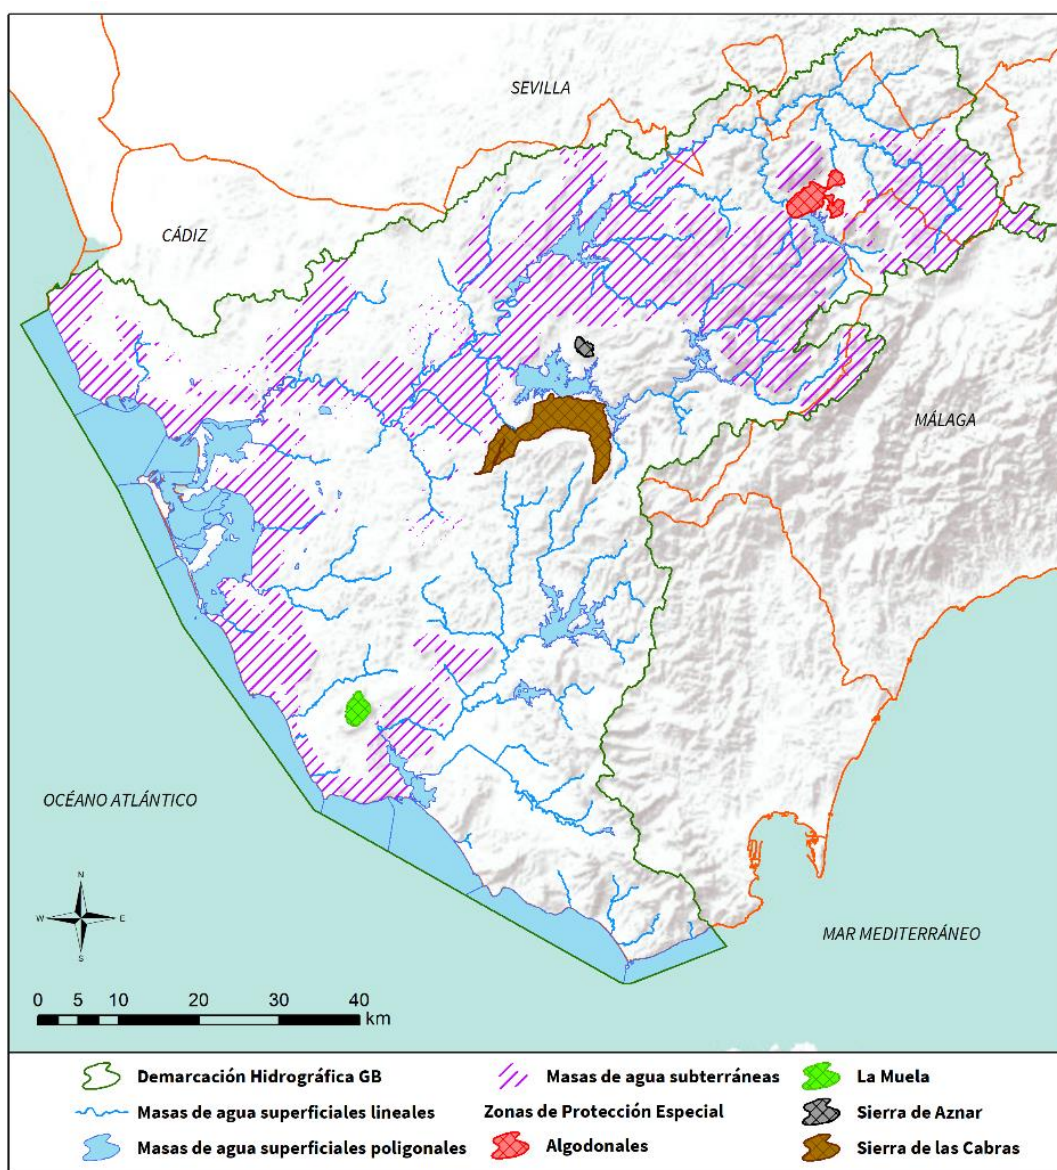 SEVILLA
CÁDIZ
MÁLAGA
OCÉANO ATLÁNTICO
MAR MEDITERRÁNEO
N
W E
S
0 5 10 20 30 40
km
Demarcación Hidrográfica GB
Masas de agua subterráneas
La Muela
Masas de agua superficiales lineales
Zonas de Protección Especial
Sierra de Aznar
Masas de agua superficiales poligonales
Algodonales
Sierra de las Cabras